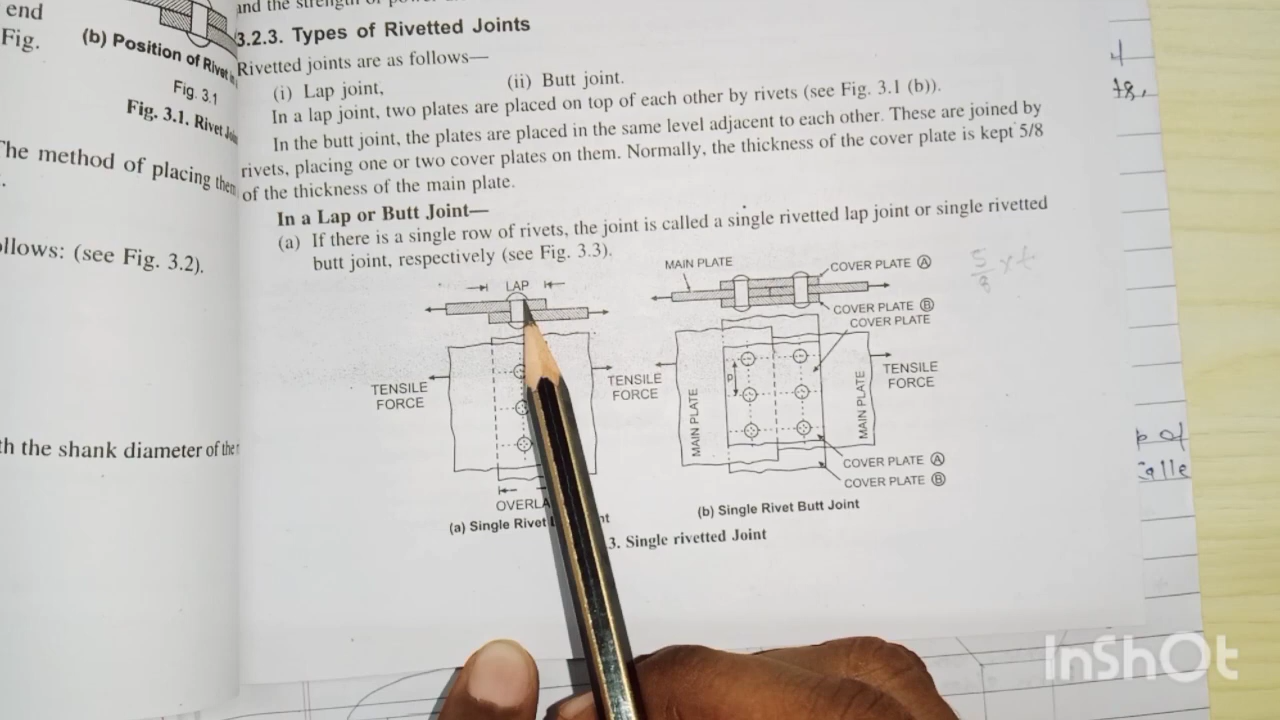 end
Fig.
(b) Position of Rivet
Fig. 3.1
Fig. 3.1. Rivet
The method of placing them
ollows: (see Fig. 3.2).
th the shank diameter of the
and the strength of
3.2.3. Types of Rivetted Joints
Rivetted joints are as follows—
(i) Lap joint, (ii) Butt joint.
In a lap joint, two plates are placed on top of each other by rivets (see Fig. 3.1 (b)).
In the butt joint, the plates are placed in the same level adjacent to each other. These are joined by
rivets, placing one or two cover plates on them. Normally, the thickness of the cover plate is kept 5/8
of the thickness of the main plate.
In a Lap or Butt Joint—
(a) If there is a single row of rivets, the joint is called a single rivetted lap joint or single rivetted
butt joint, respectively (see Fig. 3.3).
5/8 x t
LAP
TENSILE
FORCE
TENSILE
FORCE
OVERLA
(a) Single Rivet
MAIN PLATE
COVER PLATE Ⓐ
COVER PLATE Ⓑ
COVER PLATE
P
MAIN PLATE
MAIN PLATE
TENSILE
FORCE
COVER PLATE Ⓐ
COVER PLATE Ⓑ
(b) Single Rivet Butt Joint
3. Single rivetted Joint
of
calle
InShOt